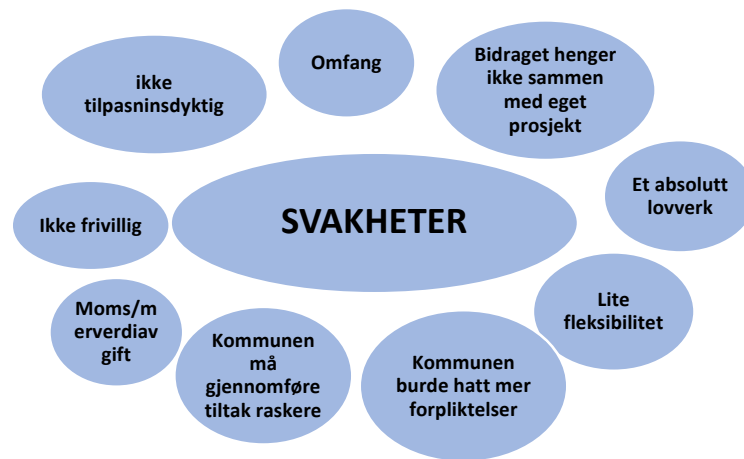 Omfang
Bidraget henger
ikke sammen
med eget
prosjekt
ikke
tilpasninsdyktig
Et absolutt
lovverk
SVAKHETER
Ikke frivillig
Lite
fleksibilitet
Moms/m
erverdiav
gift
Kommunen
må
gjennomføre
tiltak raskere
Kommunen
burde hatt mer
forpliktelser